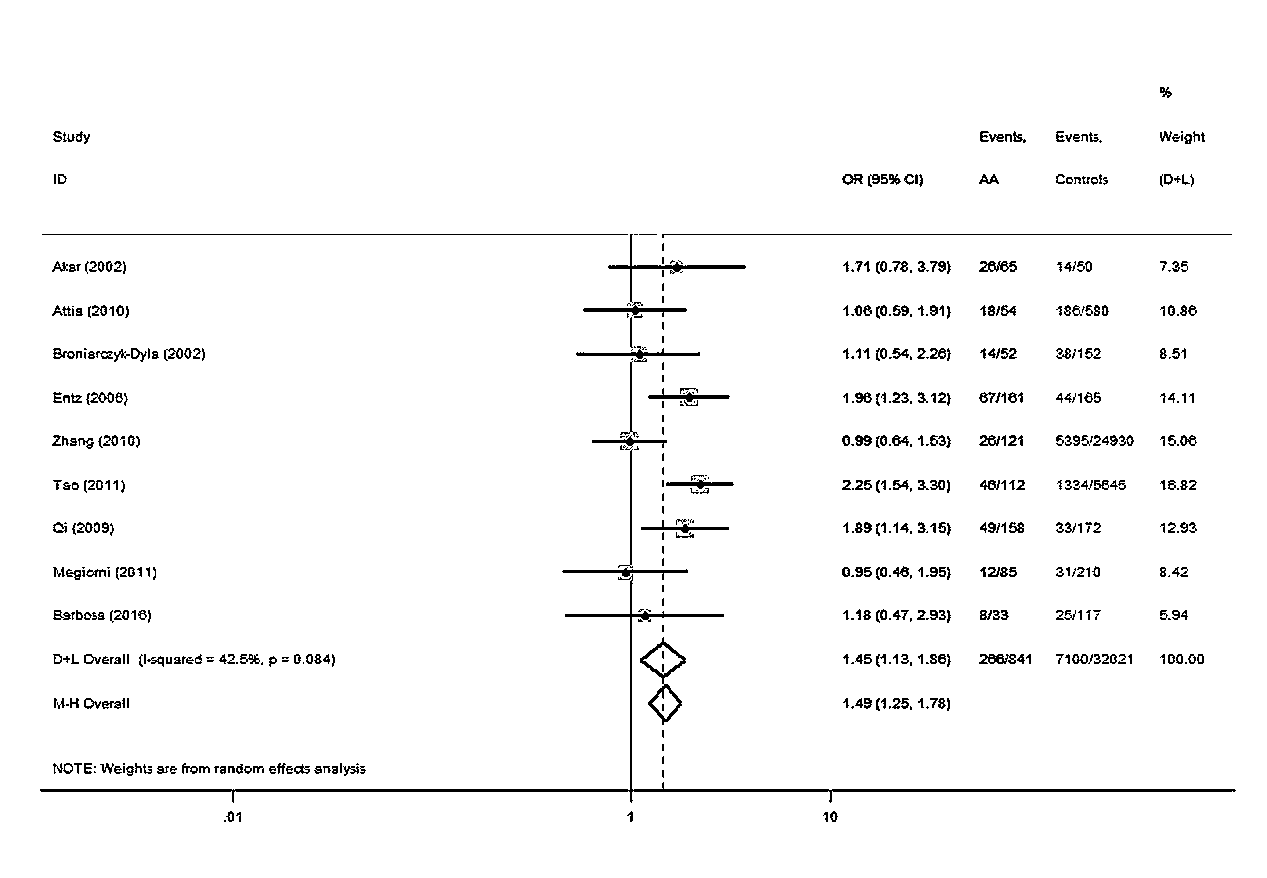 %
Study Events, Events, Weight
ID OR (95% CI) AA Controls (D+L)
Akar (2002) 1.71 (0.78, 3.79) 26/65 14/50 7.35
Attia (2010) 1.06 (0.59, 1.91) 18/54 186/580 10.86
Broniarczyk-Dyla (2002) 1.11 (0.54, 2.26) 14/52 38/152 8.51
Entz (2006) 1.96 (1.23, 3.12) 67/161 44/165 14.11
Zhang (2010) 0.99 (0.64, 1.53) 26/121 5395/24930 15.06
Tao (2011) 2.25 (1.54, 3.30) 46/112 1334/5645 16.82
Qi (2009) 1.89 (1.14, 3.15) 49/158 33/172 12.93
Megiorni (2011) 0.95 (0.46, 1.95) 12/85 31/210 8.42
Barbosa (2016) 1.18 (0.47, 2.93) 8/33 25/117 5.94
D+L Overall (I-squared = 42.5%, p = 0.084) 1.45 (1.13, 1.86) 266/841 7100/32021 100.00
M-H Overall 1.49 (1.25, 1.78)
NOTE: Weights are from random effects analysis
.01 1 10